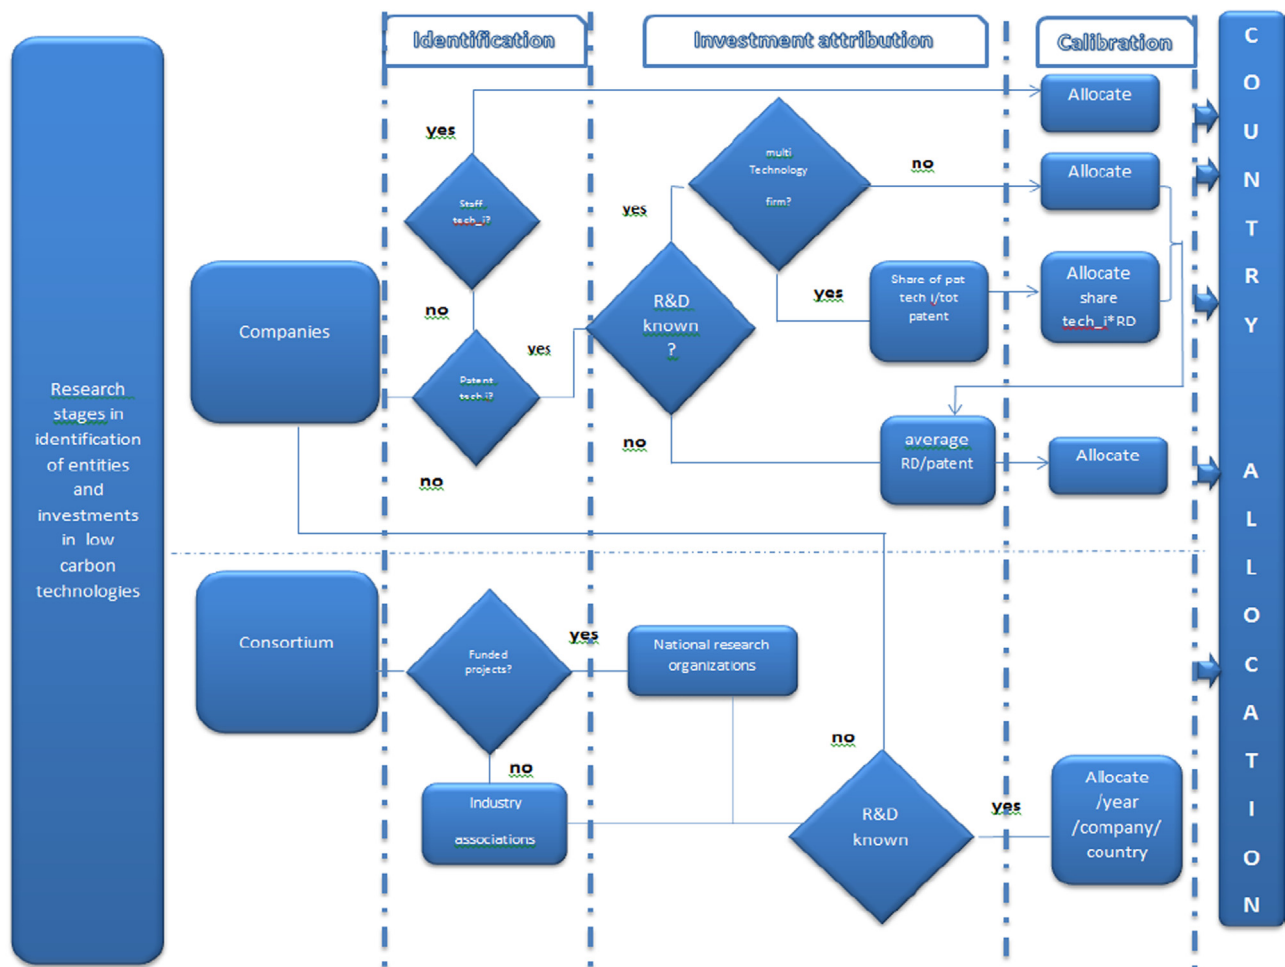 Identification
Investment attribution
Calibration
Research
stages in
identification
of entities
and
investments
in low
carbon
technologies
Companies
yes
Staff
tech_i?
no
Patent
tech_i?
no
yes
R&D
known
?
yes
no
multi
Technology
firm?
no
yes
Share of pat
tech i/tot
patent
average
RD/patent
Allocate
Allocate
Allocate
share
tech_i*RD
Allocate
Consortium
Funded
projects?
yes
no
National research
organizations
Industry
associations
no
R&D
known
yes
Allocate
/year
/company/
country
C
O
U
N
T
R
Y
A
L
L
O
C
A
T
I
O
N